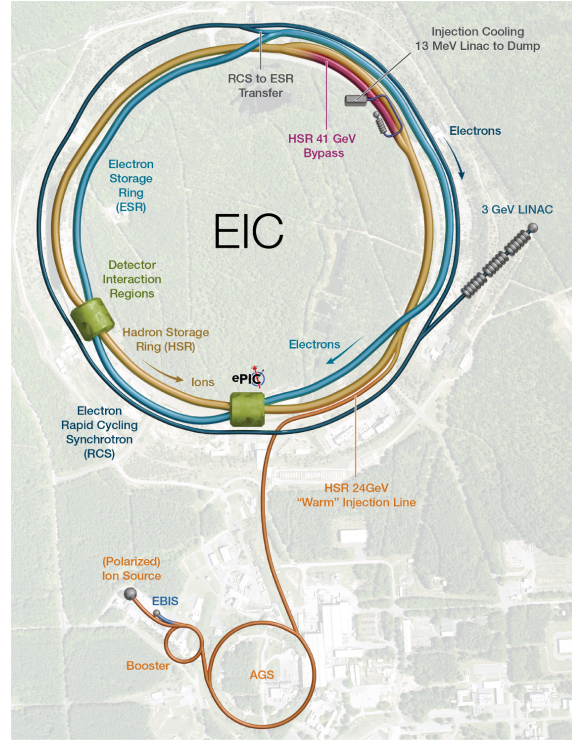 Injection Cooling
13 MeV Linac to Dump
RCS to ESR
Transfer
HSR 41 GeV
Bypass
Electrons
Electron
Storage
Ring
(ESR)
3 GeV LINAC
EIC
Detector
Interaction
Regions
Hadron Storage
Ring (HSR)
Electrons
Ions
ePIC
Electron
Rapid Cycling
Synchrotron
(RCS)
HSR 24GeV
“Warm” Injection Line
(Polarized)
Ion Source
EBIS
Booster
AGS